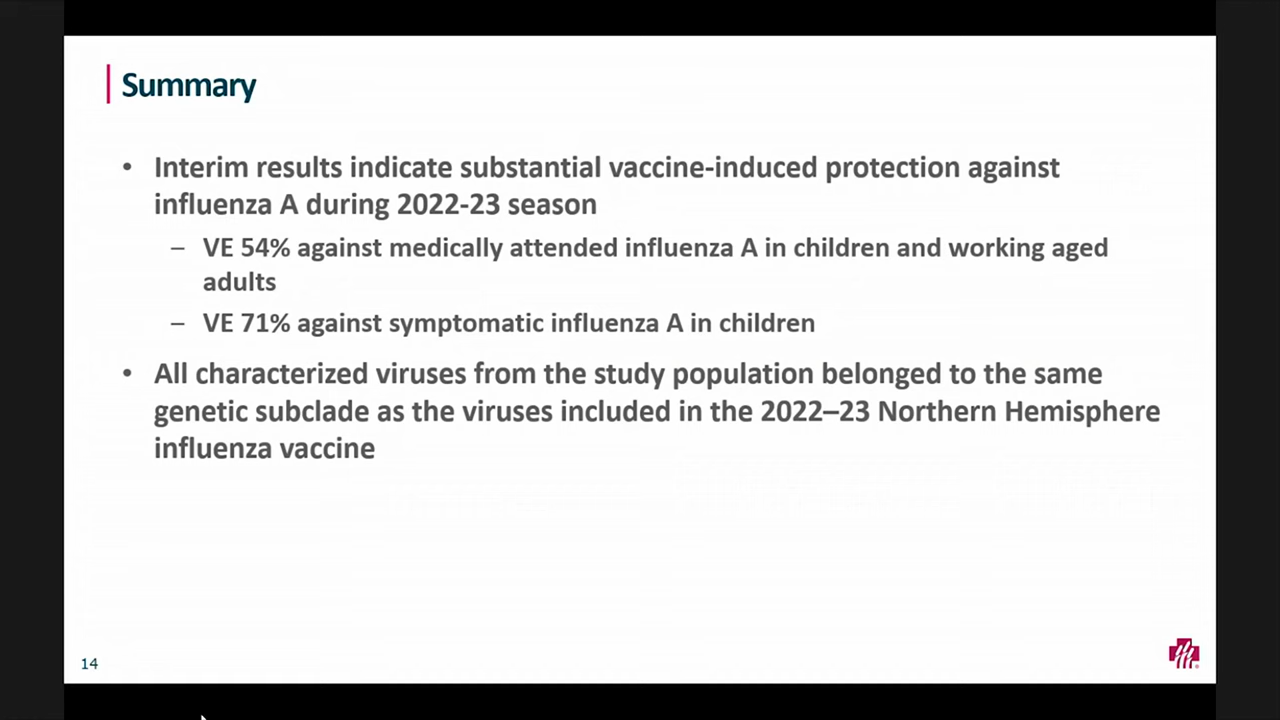 Summary
• Interim results indicate substantial vaccine-induced protection against
influenza A during 2022-23 season
– VE 54% against medically attended influenza A in children and working aged
adults
– VE 71% against symptomatic influenza A in children
• All characterized viruses from the study population belonged to the same
genetic subclade as the viruses included in the 2022–23 Northern Hemisphere
influenza vaccine
14